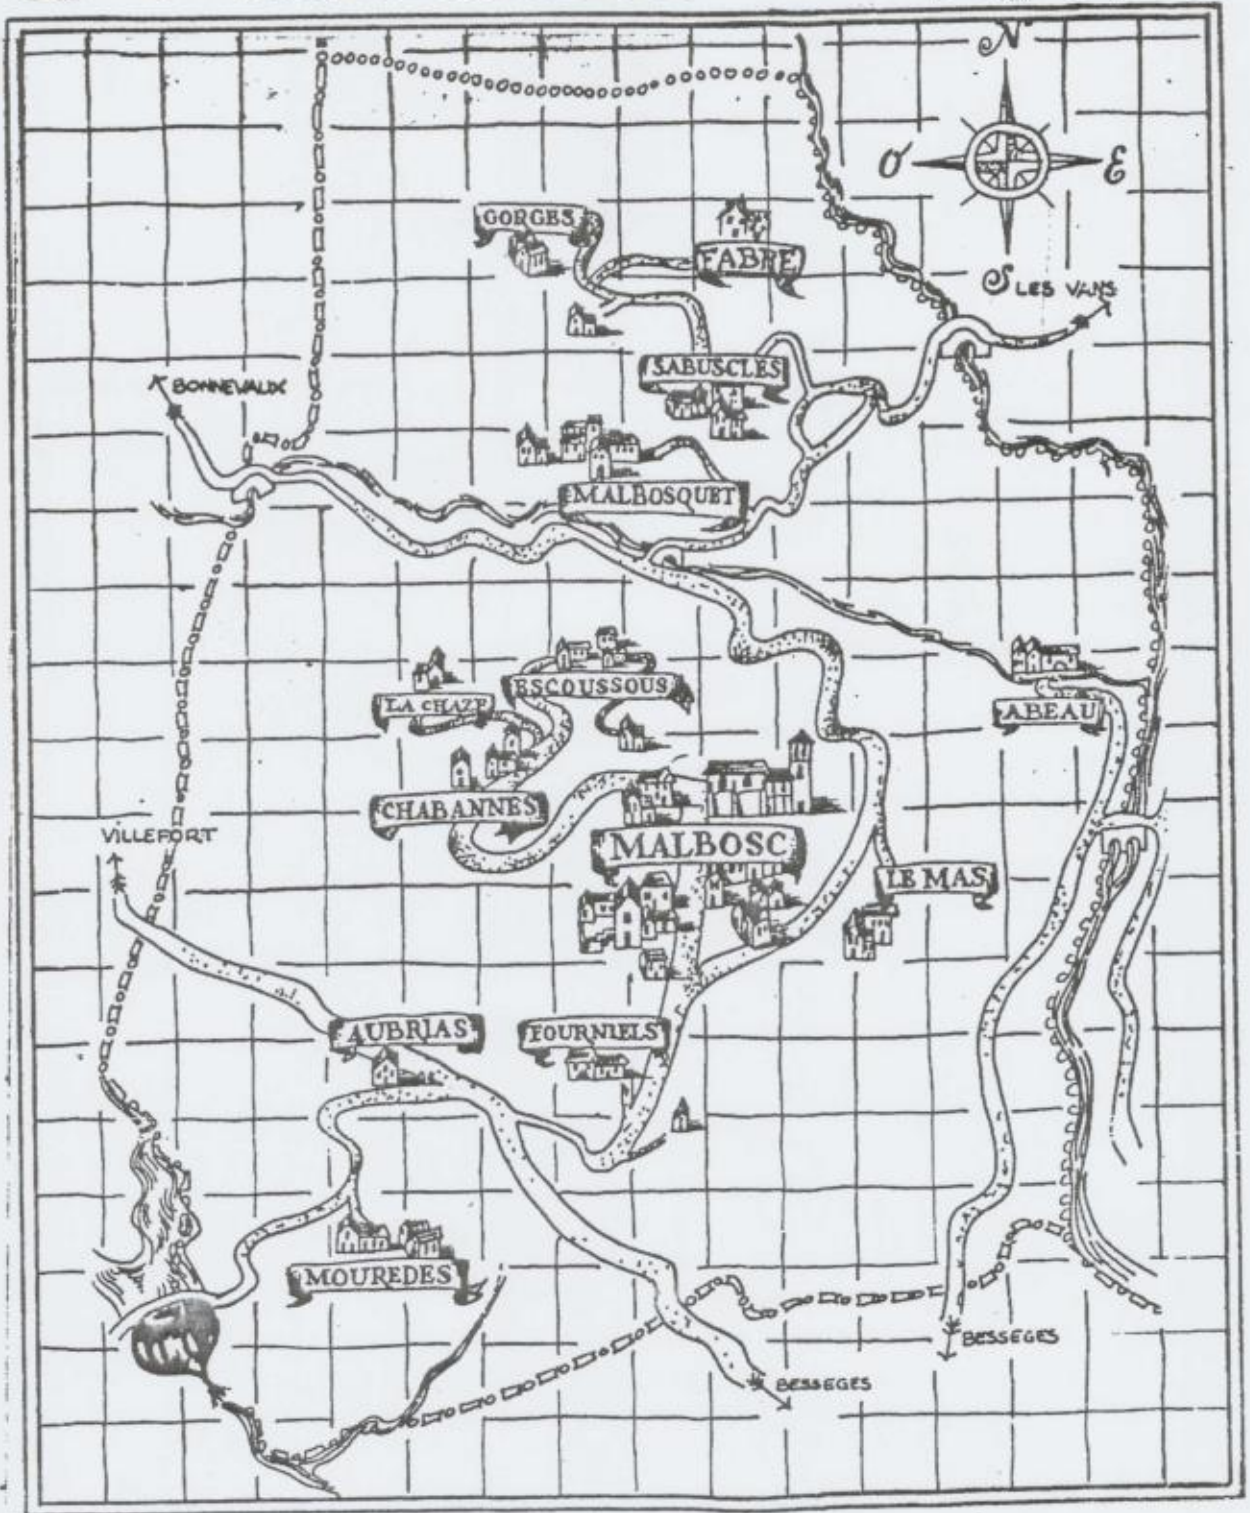 N
O
E
S
GORGES
FABRE
LES VANS
SABUSCLES
BONNEVAUX
MALBOSQUET
ESCOUSSOUS
LA CHAZE
ABEAU
CHABANNES
VILLEFORT
MALBOSC
LE MAS
AUBRIAS
FOURNIELS
MOUREDES
BESSEGES
BESSEGES